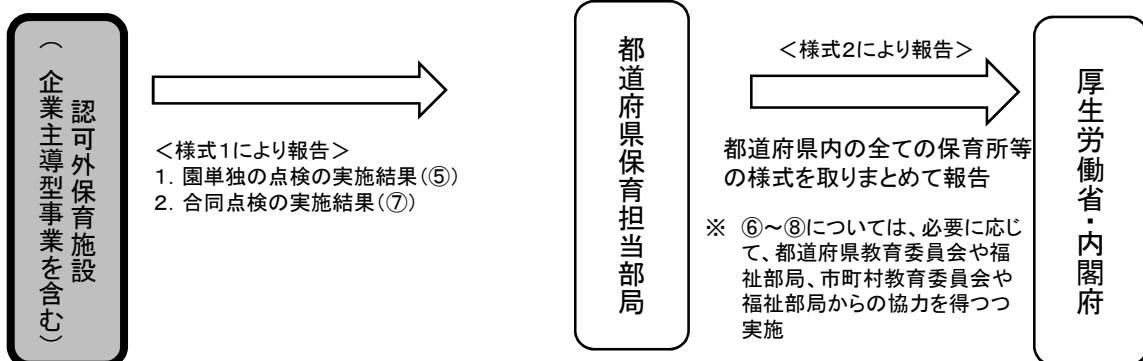 認可外保育施設
（企業主導型事業を含む）
＜様式1により報告＞
1. 園単独の点検の実施結果（⑤）
2. 合同点検の実施結果（⑦）
都道府県保育担当部局
＜様式2により報告＞
都道府県内の全ての保育所等
の様式を取りまとめて報告
※ ⑥～⑧については、必要に応じ
て、都道府県教育委員会や福
祉部局、市町村教育委員会や
福祉部局からの協力を得つつ
実施
厚生労働省・内閣府